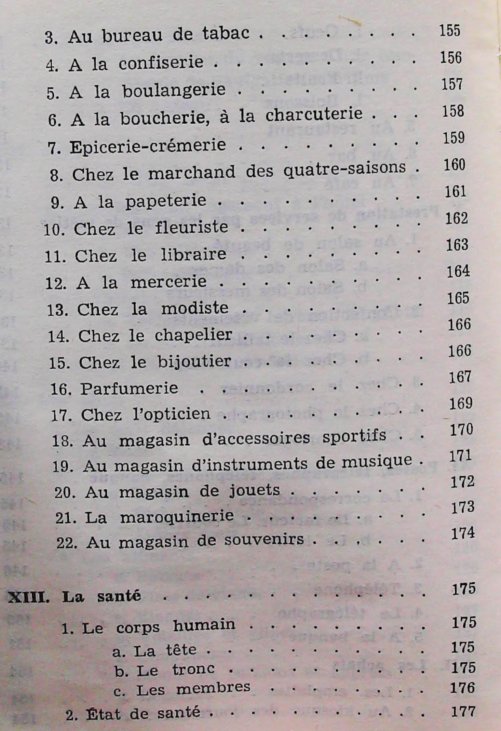 3. Au bureau de tabac . . . . . . . 155
4. A la confiserie . . . . . . . . . 156
5. A la boulangerie . . . . . . . . 157
6. A la boucherie, à la charcuterie . . . 158
7. Epicerie-crémerie . . . . . . . . 159
8. Chez le marchand des quatre-saisons . 160
9. A la papeterie . . . . . . . . . 161
10. Chez le fleuriste . . . . . . . . 162
11. Chez le libraire . . . . . . . . . 163
12. A la mercerie . . . . . . . . . 164
13. Chez la modiste . . . . . . . . 165
14. Chez le chapelier . . . . . . . . 166
15. Chez le bijoutier . . . . . . . . 166
16. Parfumerie . . . . . . . . . . 167
17. Chez l'opticien . . . . . . . . . 169
18. Au magasin d'accessoires sportifs . . 170
19. Au magasin d'instruments de musique . 171
20. Au magasin de jouets . . . . . . 172
21. La maroquinerie . . . . . . . . 173
22. Au magasin de souvenirs . . . . . 174
XIII. La santé . . . . . . . . . . . 175
1. Le corps humain . . . . . . . . 175
a. La tête . . . . . . . . . . 175
b. Le tronc . . . . . . . . . 175
c. Les membres . . . . . . . . 176
2. État de santé . . . . . . . . . 177